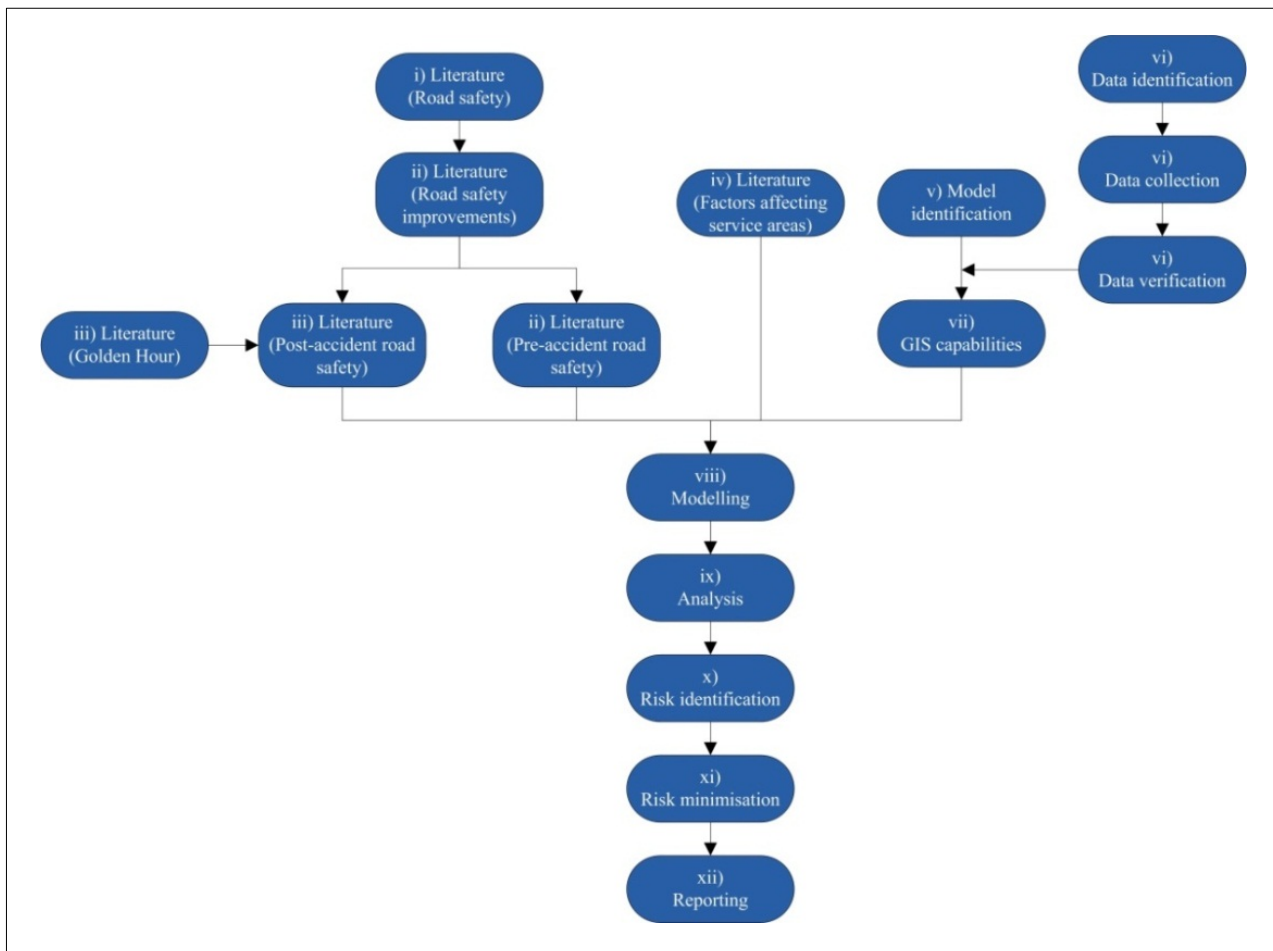 i) Literature
(Road safety)
ii) Literature
(Road safety
improvements)
iv) Literature
(Factors affecting
service areas)
v) Model
identification
vi)
Data identification
vi)
Data collection
vi)
Data verification
iii) Literature
(Golden Hour)
iii) Literature
(Post-accident road
safety)
ii) Literature
(Pre-accident road
safety)
vii)
GIS capabilities
viii)
Modelling
ix)
Analysis
x)
Risk identification
xi)
Risk minimisation
xii)
Reporting